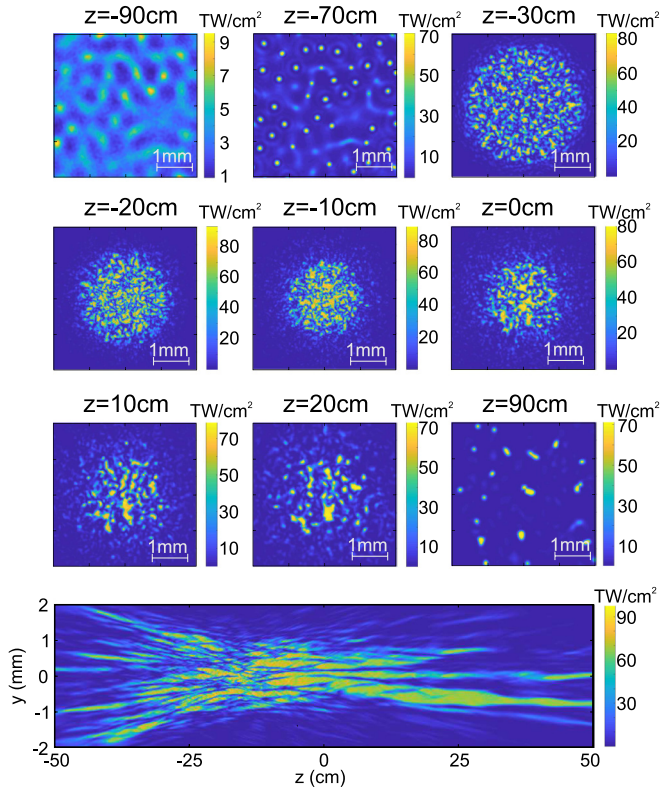 z=-90cm TW/cm² z=-70cm TW/cm² z=-30cm TW/cm²
9
7
5
3
1
1mm
70
50
30
10
1mm
80
60
40
20
1mm
z=-20cm TW/cm² z=-10cm TW/cm² z=0cm TW/cm²
80
60
40
20
1mm
80
60
40
20
1mm
80
60
40
20
1mm
z=10cm TW/cm² z=20cm TW/cm² z=90cm TW/cm²
70
50
30
10
1mm
70
50
30
10
1mm
70
50
30
10
1mm
TW/cm²
90
60
30
y (mm)
2
1
0
-1
-2
-50 -25 0 25 50
z (cm)